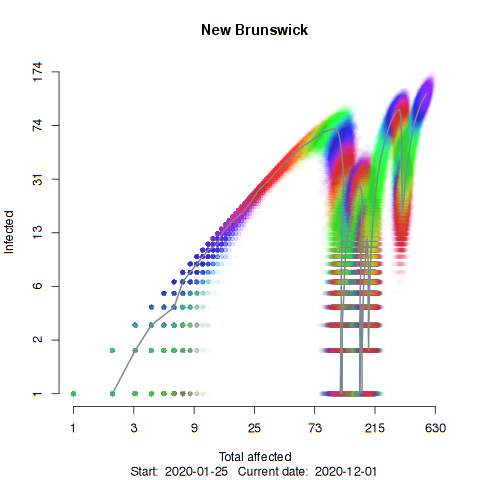 New Brunswick
174
74
31
13
6
2
1
Infected
1 3 9 25 73 215 630
Total affected
Start: 2020-01-25 Current date: 2020-12-01